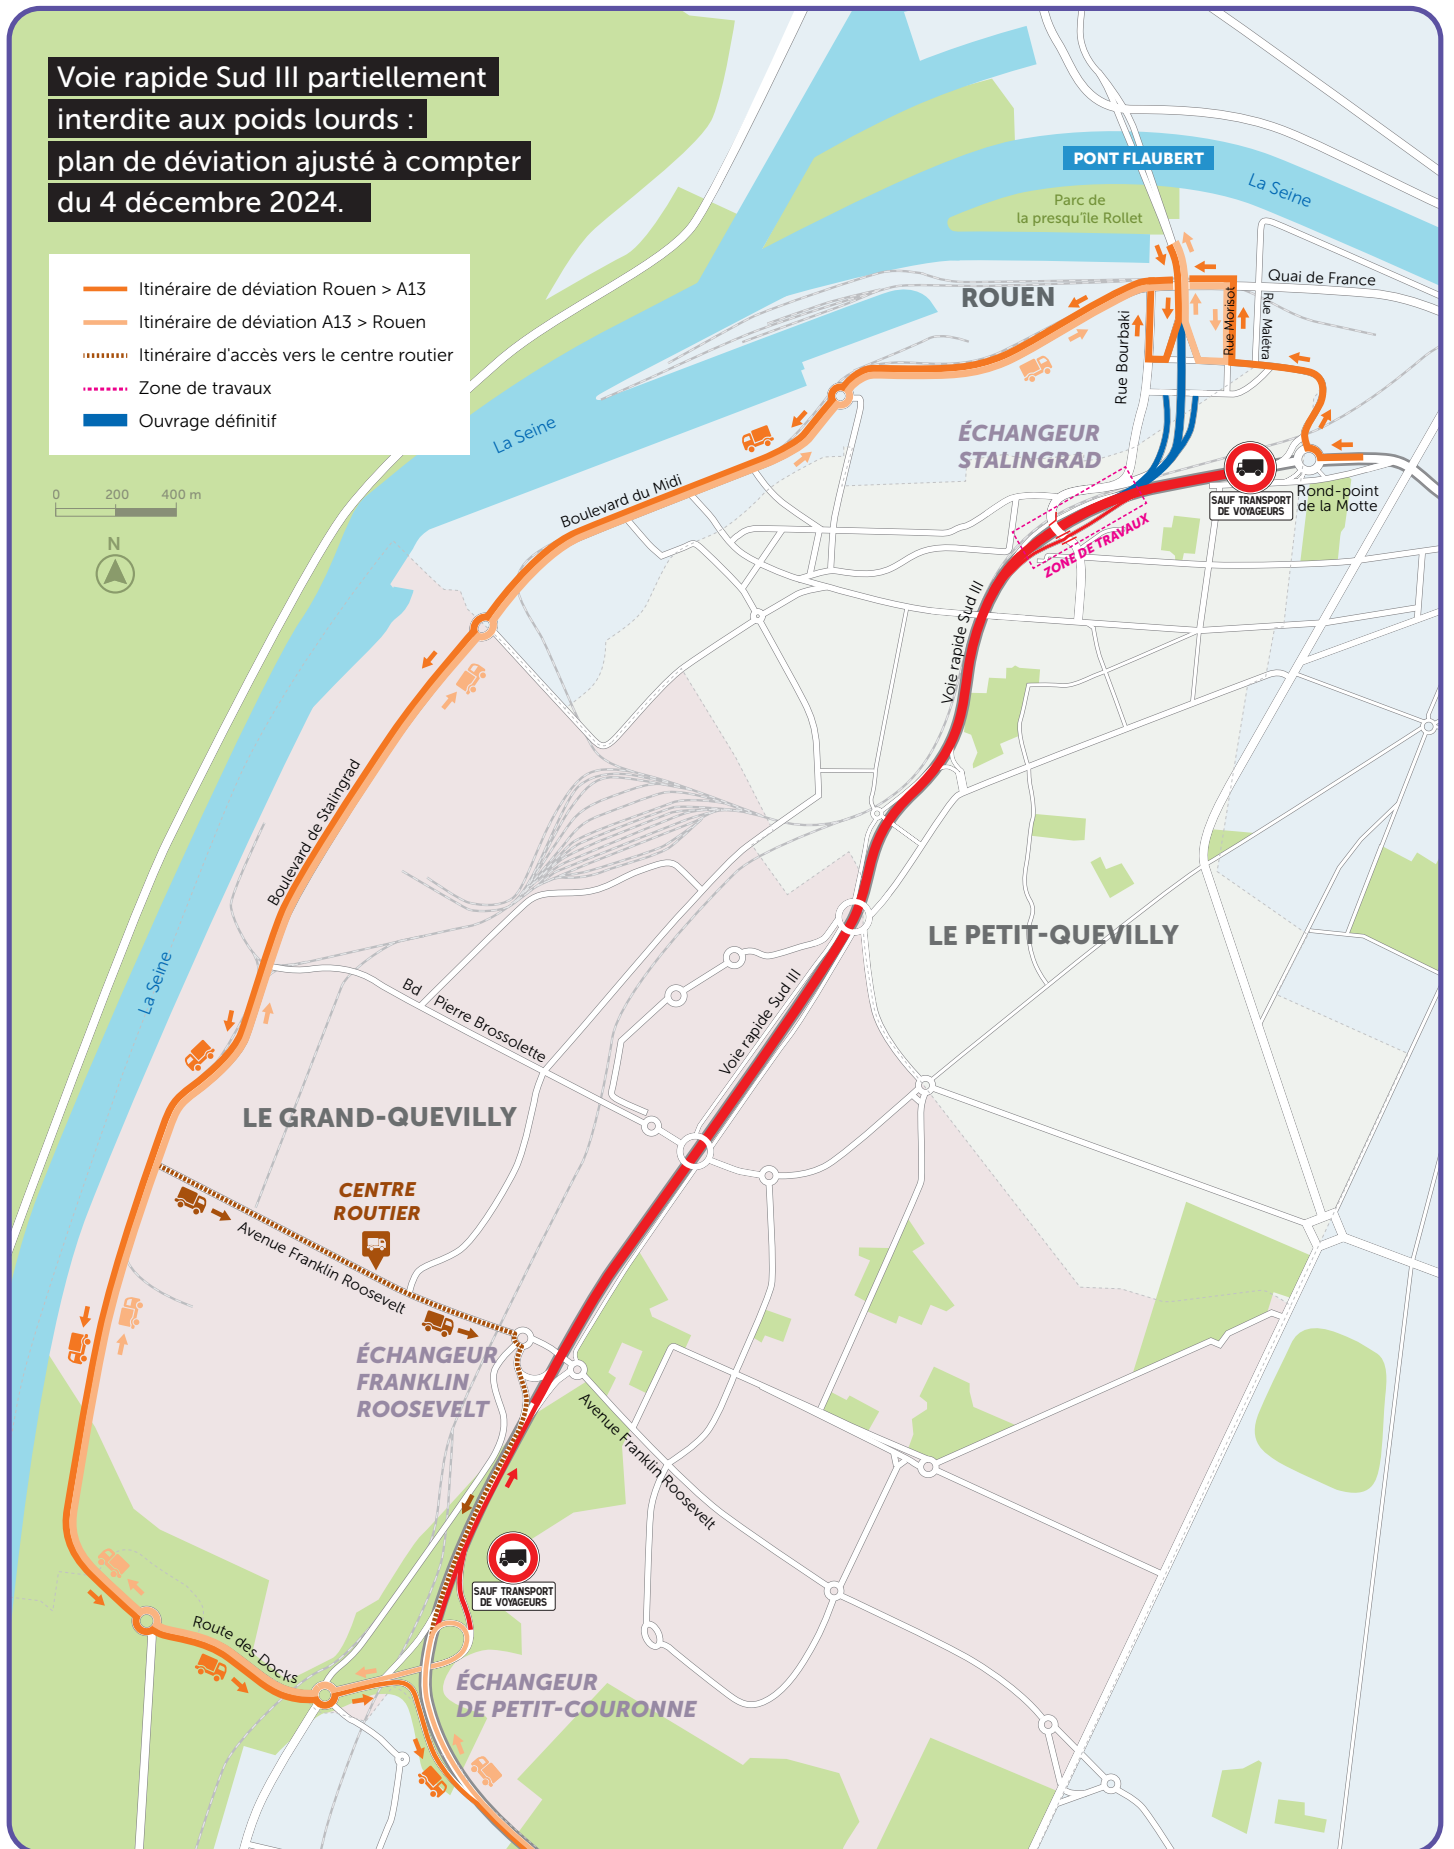 Voie rapide Sud III partiellement
interdite aux poids lourds :
plan de déviation ajusté à compter
du 4 décembre 2024.
Itinéraire de déviation Rouen > A13
Itinéraire de déviation A13 > Rouen
Itinéraire d'accès vers le centre routier
Zone de travaux
Ouvrage définitif
0 200 400 m
N
PONT FLAUBERT
La Seine
Parc de
la presqu'île Rollet
Quai de France
ROUEN
Rue Bourbaki
Rue Morisot
Rue Malétra
La Seine
ÉCHANGEUR
STALINGRAD
SAUF TRANSPORT
DE VOYAGEURS
Rond-point
de la Motte
Boulevard du Midi
ZONE DE TRAVAUX
Voie rapide Sud III
Boulevard de Stalingrad
LE PETIT-QUEVILLY
La Seine
Bd Pierre Brossolette
Voie rapide Sud III
LE GRAND-QUEVILLY
CENTRE
ROUTIER
Avenue Franklin Roosevelt
ÉCHANGEUR
FRANKLIN
ROOSEVELT
Avenue Franklin Roosevelt
SAUF TRANSPORT
DE VOYAGEURS
Route des Docks
ÉCHANGEUR
DE PETIT-COURONNE